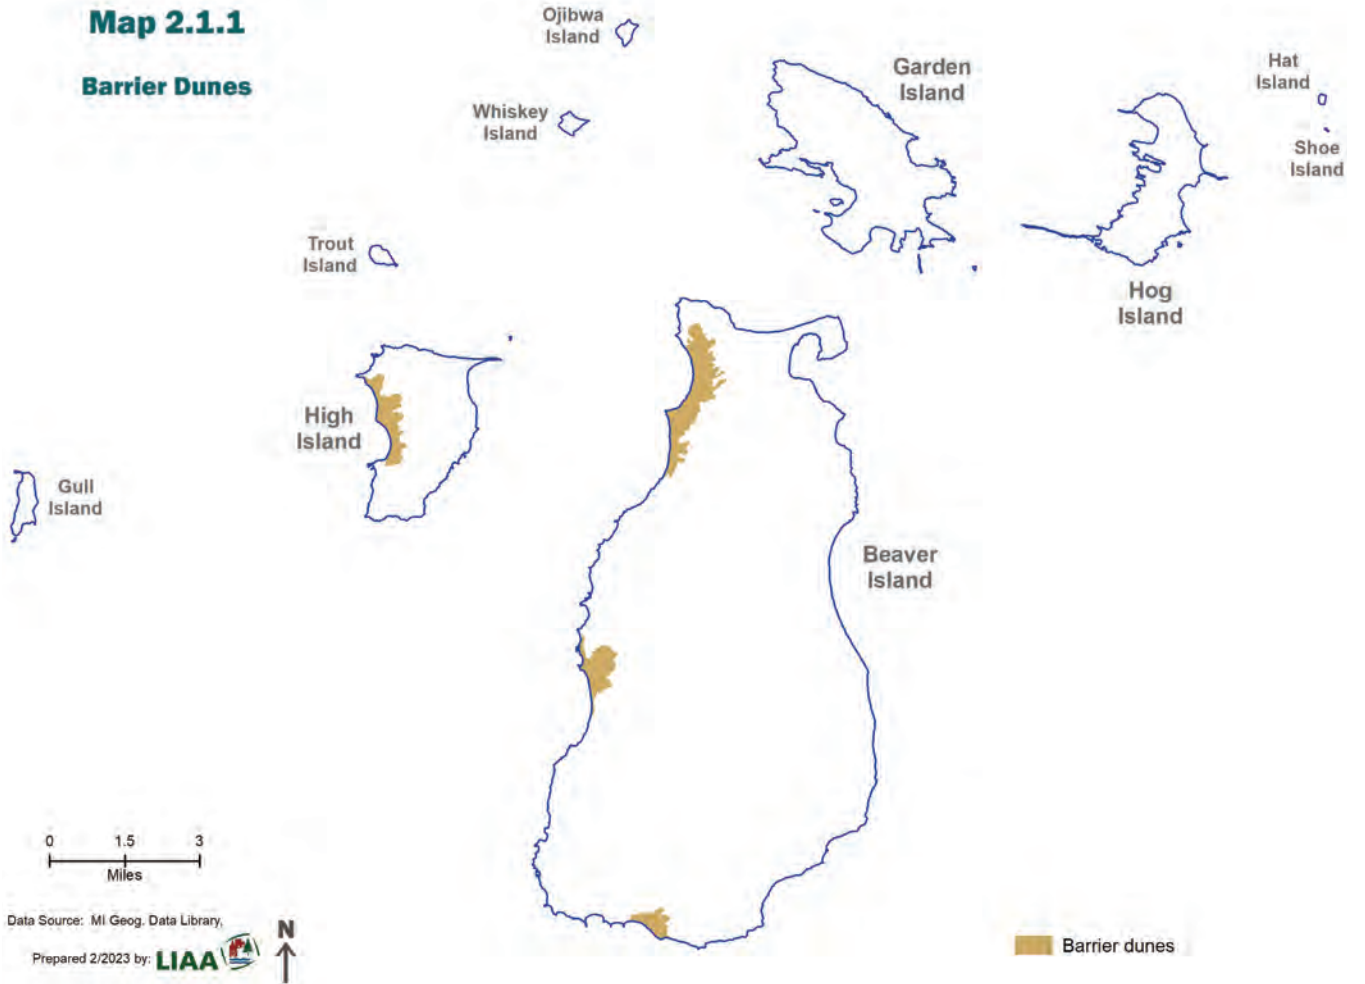 Map 2.1.1
Barrier Dunes
Ojibwa
Island
Whiskey
Island
Garden
Island
Hat
Island
Shoe
Island
Trout
Island
Hog
Island
High
Island
Gull
Island
Beaver
Island
0 1.5 3
Miles
Data Source: MI Geog. Data Library,
Prepared 2/2023 by: LIAA
N
Barrier dunes